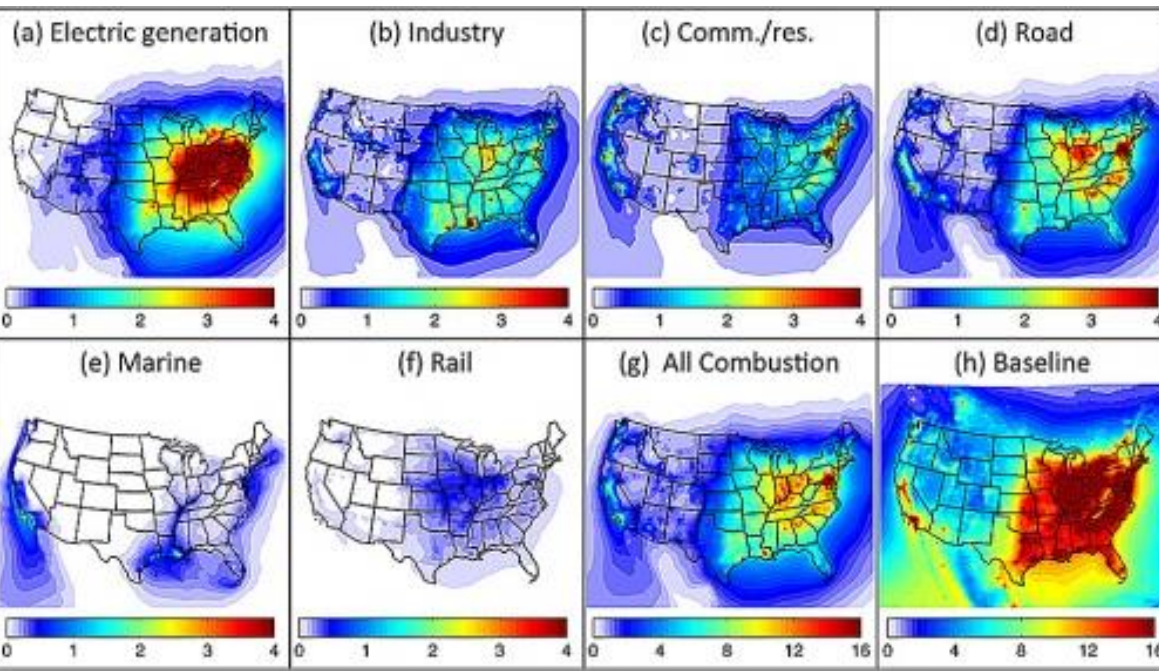 (a) Electric generation
(b) Industry
(c) Comm./res.
(d) Road
0 1 2 3 4
0 1 2 3 4
0 1 2 3 4
0 1 2 3 4
(e) Marine
(f) Rail
(g) All Combustion
(h) Baseline
0 1 2 3 4
0 1 2 3 4
0 4 8 12 16
0 4 8 12 16